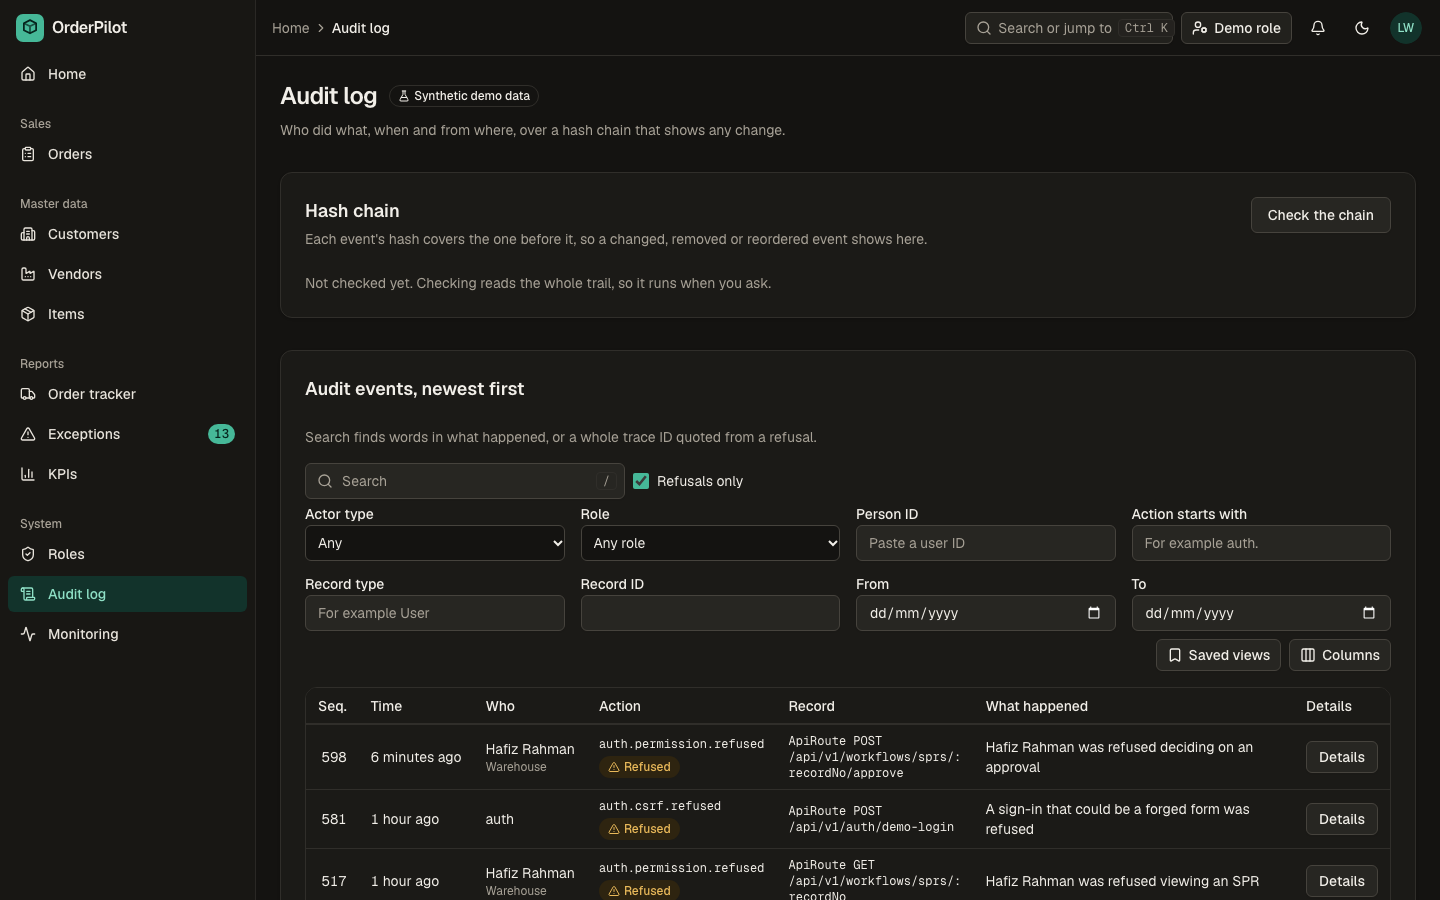 OrderPilot
Home
Sales
Orders
Master data
Customers
Vendors
Items
Reports
Order tracker
Exceptions 13
KPIs
System
Roles
Audit log
Monitoring
Home > Audit log
Search or jump to Ctrl K
Demo role
LW
Audit log
Synthetic demo data
Who did what, when and from where, over a hash chain that shows any change.
Hash chain
Check the chain
Each event's hash covers the one before it, so a changed, removed or reordered event shows here.
Not checked yet. Checking reads the whole trail, so it runs when you ask.
Audit events, newest first
Search finds words in what happened, or a whole trace ID quoted from a refusal.
Search /
Refusals only
Actor type Role Person ID Action starts with
Any Any role Paste a user ID For example auth.
Record type Record ID From To
For example User dd/mm/yyyy dd/mm/yyyy
Saved views Columns
Seq. Time Who Action Record What happened Details
598 6 minutes ago
Hafiz Rahman
Warehouse
auth.permission.refused
Refused
ApiRoute POST
/api/v1/workflows/sprs/:
recordNo/approve
Hafiz Rahman was refused deciding on an
approval
Details
581 1 hour ago
auth
auth.csrf.refused
Refused
ApiRoute POST
/api/v1/auth/demo-login
A sign-in that could be a forged form was
refused
Details
517 1 hour ago
Hafiz Rahman
Warehouse
auth.permission.refused
Refused
ApiRoute GET
/api/v1/workflows/sprs/:
recordNo
Hafiz Rahman was refused viewing an SPR
Details